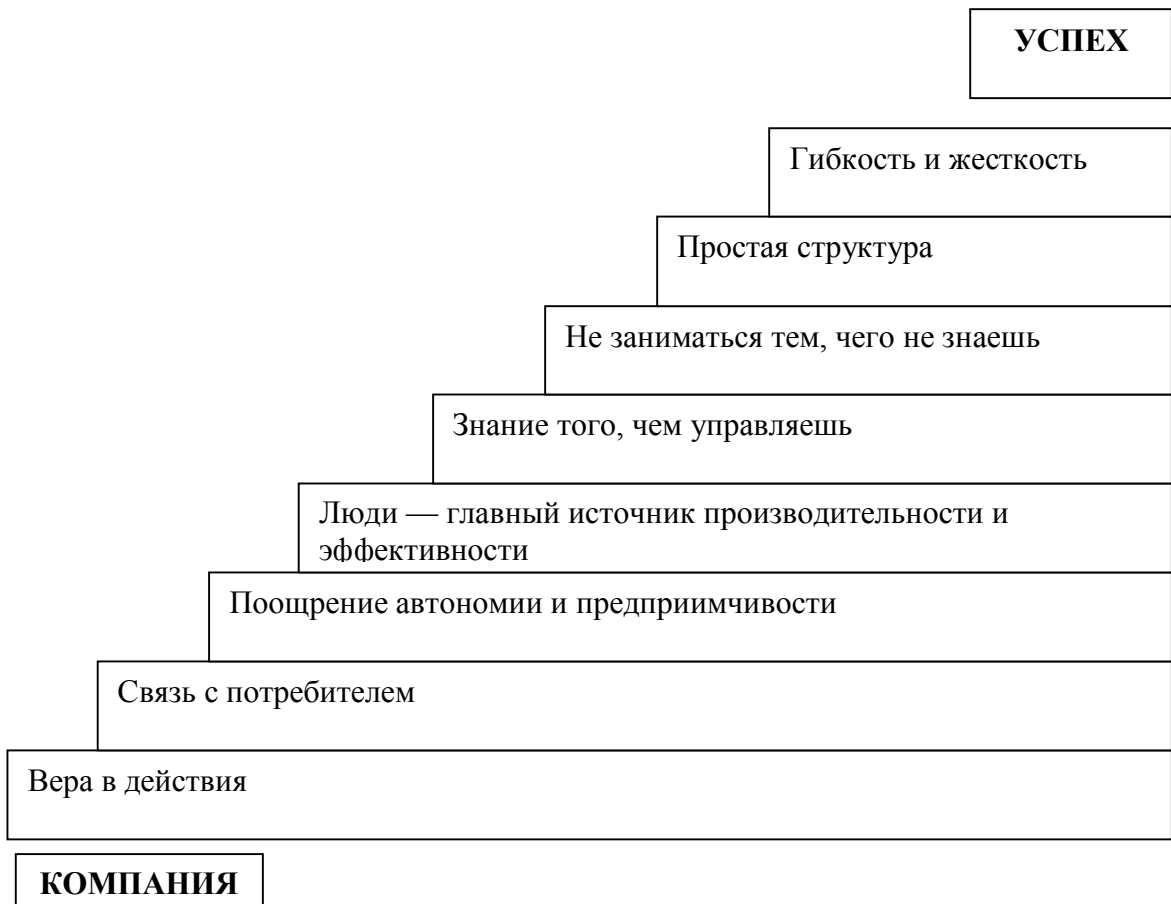 УСПЕХ
Гибкость и жесткость
Простая структура
Не заниматься тем, чего не знаешь
Знание того, чем управляешь
Люди — главный источник производительности и
эффективности
Поощрение автономии и предприимчивости
Связь с потребителем
Вера в действия
КОМПАНИЯ